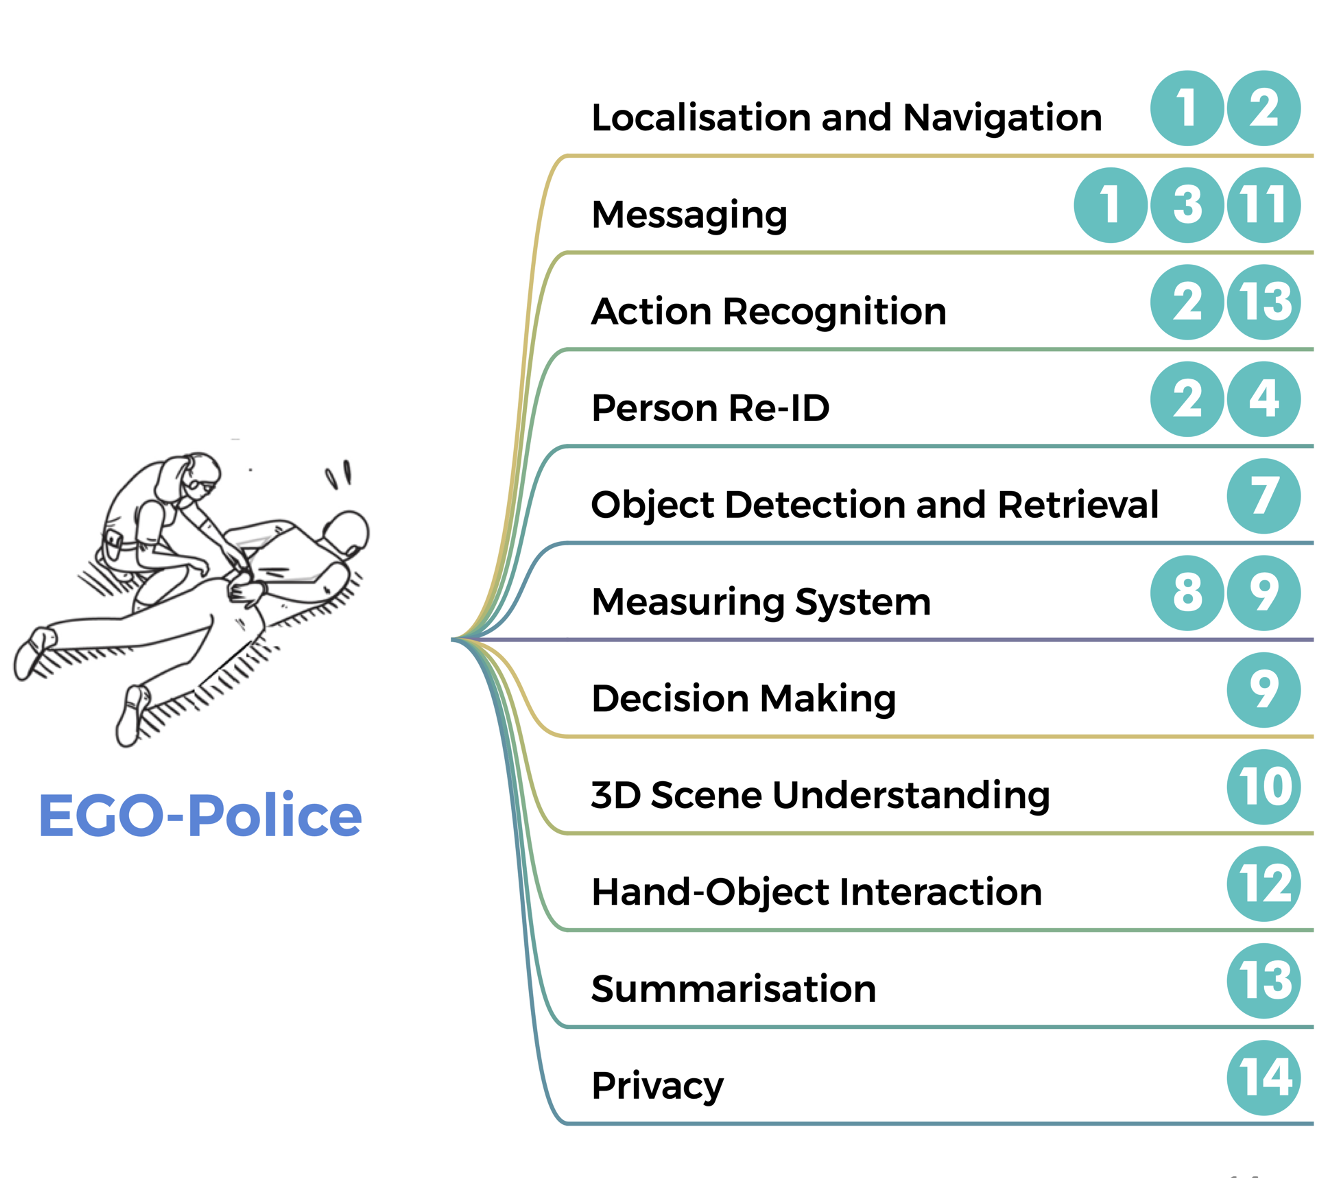 Localisation and Navigation 1 2
Messaging 1 3 11
Action Recognition 2 13
Person Re-ID 2 4
Object Detection and Retrieval 7
Measuring System 8 9
Decision Making 9
3D Scene Understanding 10
Hand-Object Interaction 12
Summarisation 13
Privacy 14
EGO-Police